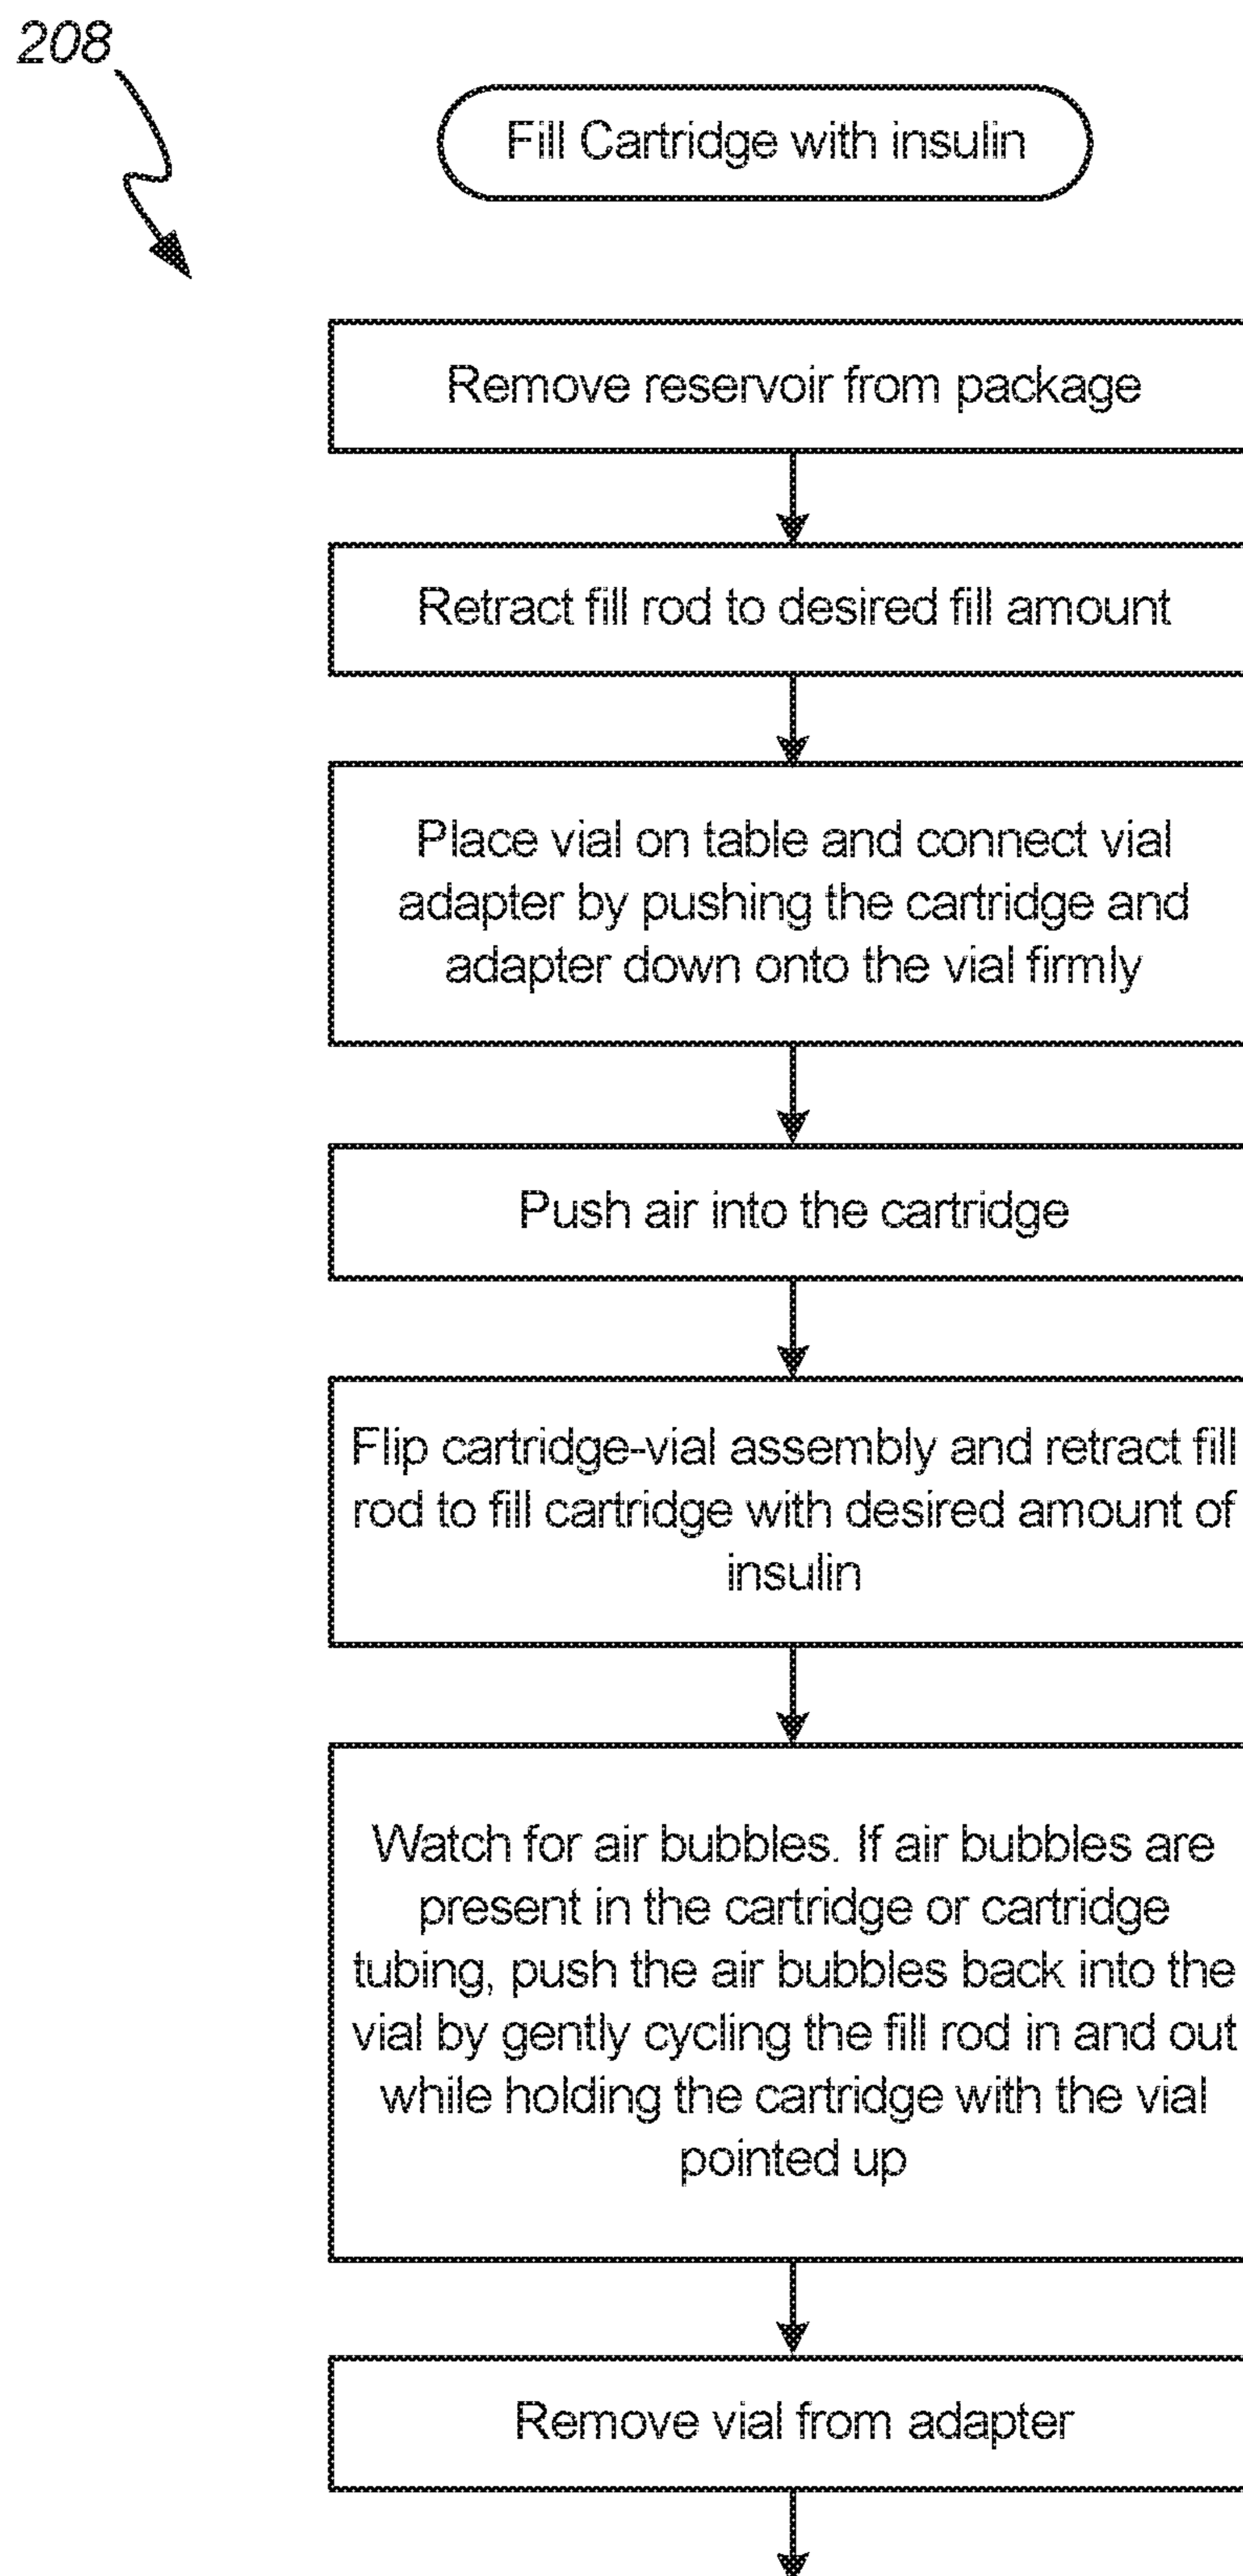 208
Fill Cartridge with insulin
Remove reservoir from package
Retract fill rod to desired fill amount
Place vial on table and connect vial
adapter by pushing the cartridge and
adapter down onto the vial firmly
Push air into the cartridge
Flip cartridge-vial assembly and retract fill
rod to fill cartridge with desired amount of
insulin
Watch for air bubbles. If air bubbles are
present in the cartridge or cartridge
tubing, push the air bubbles back into the
vial by gently cycling the fill rod in and out
while holding the cartridge with the vial
pointed up
Remove vial from adapter